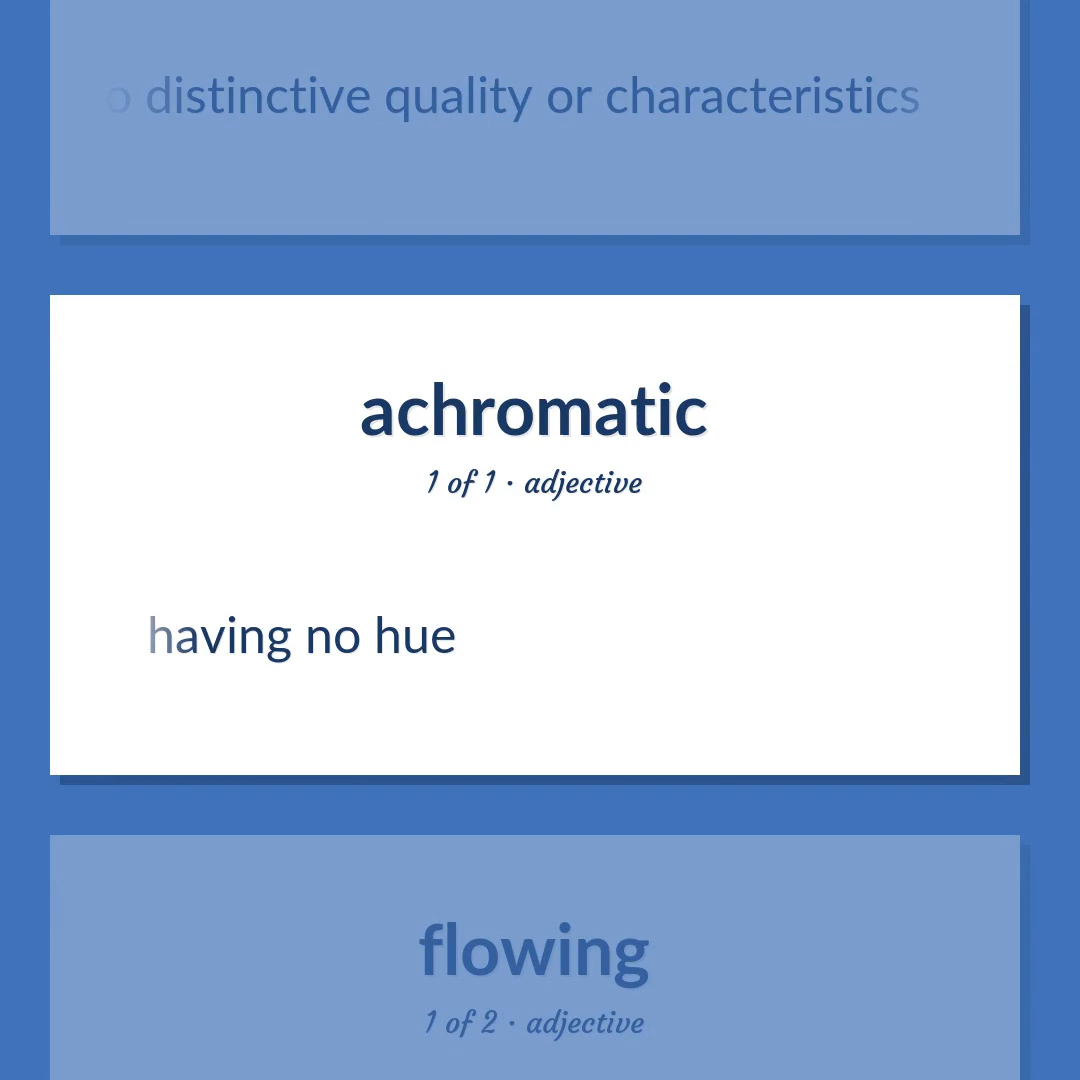 o distinctive quality or characteristics
achromatic
1 of 1 · adjective
having no hue
flowing
1 of 2 · adjective